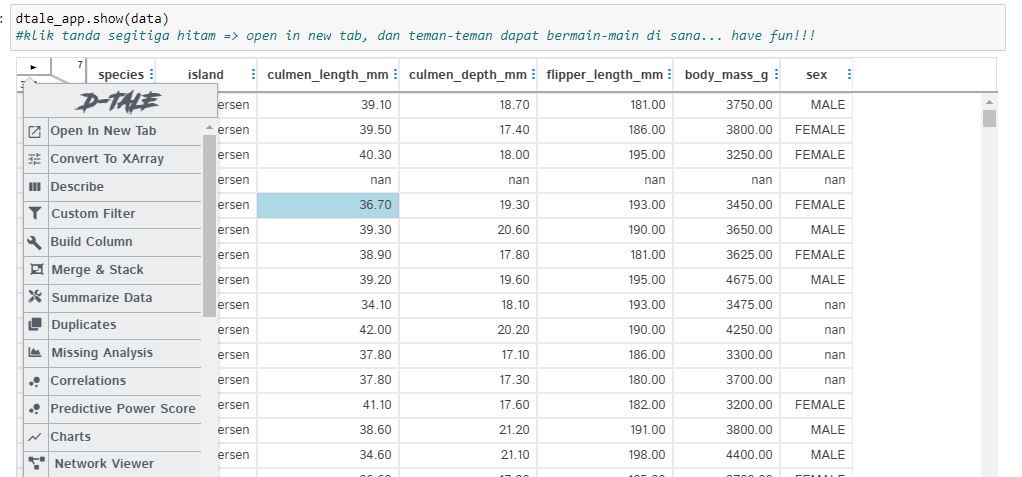 :
dtale_app.show(data)
#klik tanda segitiga hitam => open in new tab, dan teman-teman dapat bermain-main di sana... have fun!!!
7
species island culmen_length_mm culmen_depth_mm flipper_length_mm body_mass_g sex
D-TALE
Open In New Tab
Convert To XArray
Describe
Custom Filter
Build Column
Merge & Stack
Summarize Data
Duplicates
Missing Analysis
Correlations
Predictive Power Score
Charts
Network Viewer
ersen 39.10 18.70 181.00 3750.00 MALE
ersen 39.50 17.40 186.00 3800.00 FEMALE
ersen 40.30 18.00 195.00 3250.00 FEMALE
ersen nan nan nan nan nan
ersen 36.70 19.30 193.00 3450.00 FEMALE
ersen 39.30 20.60 190.00 3650.00 MALE
ersen 38.90 17.80 181.00 3625.00 FEMALE
ersen 39.20 19.60 195.00 4675.00 MALE
ersen 34.10 18.10 193.00 3475.00 nan
ersen 42.00 20.20 190.00 4250.00 nan
ersen 37.80 17.10 186.00 3300.00 nan
ersen 37.80 17.30 180.00 3700.00 nan
ersen 41.10 17.60 182.00 3200.00 FEMALE
ersen 38.60 21.20 191.00 3800.00 MALE
ersen 34.60 21.10 198.00 4400.00 MALE